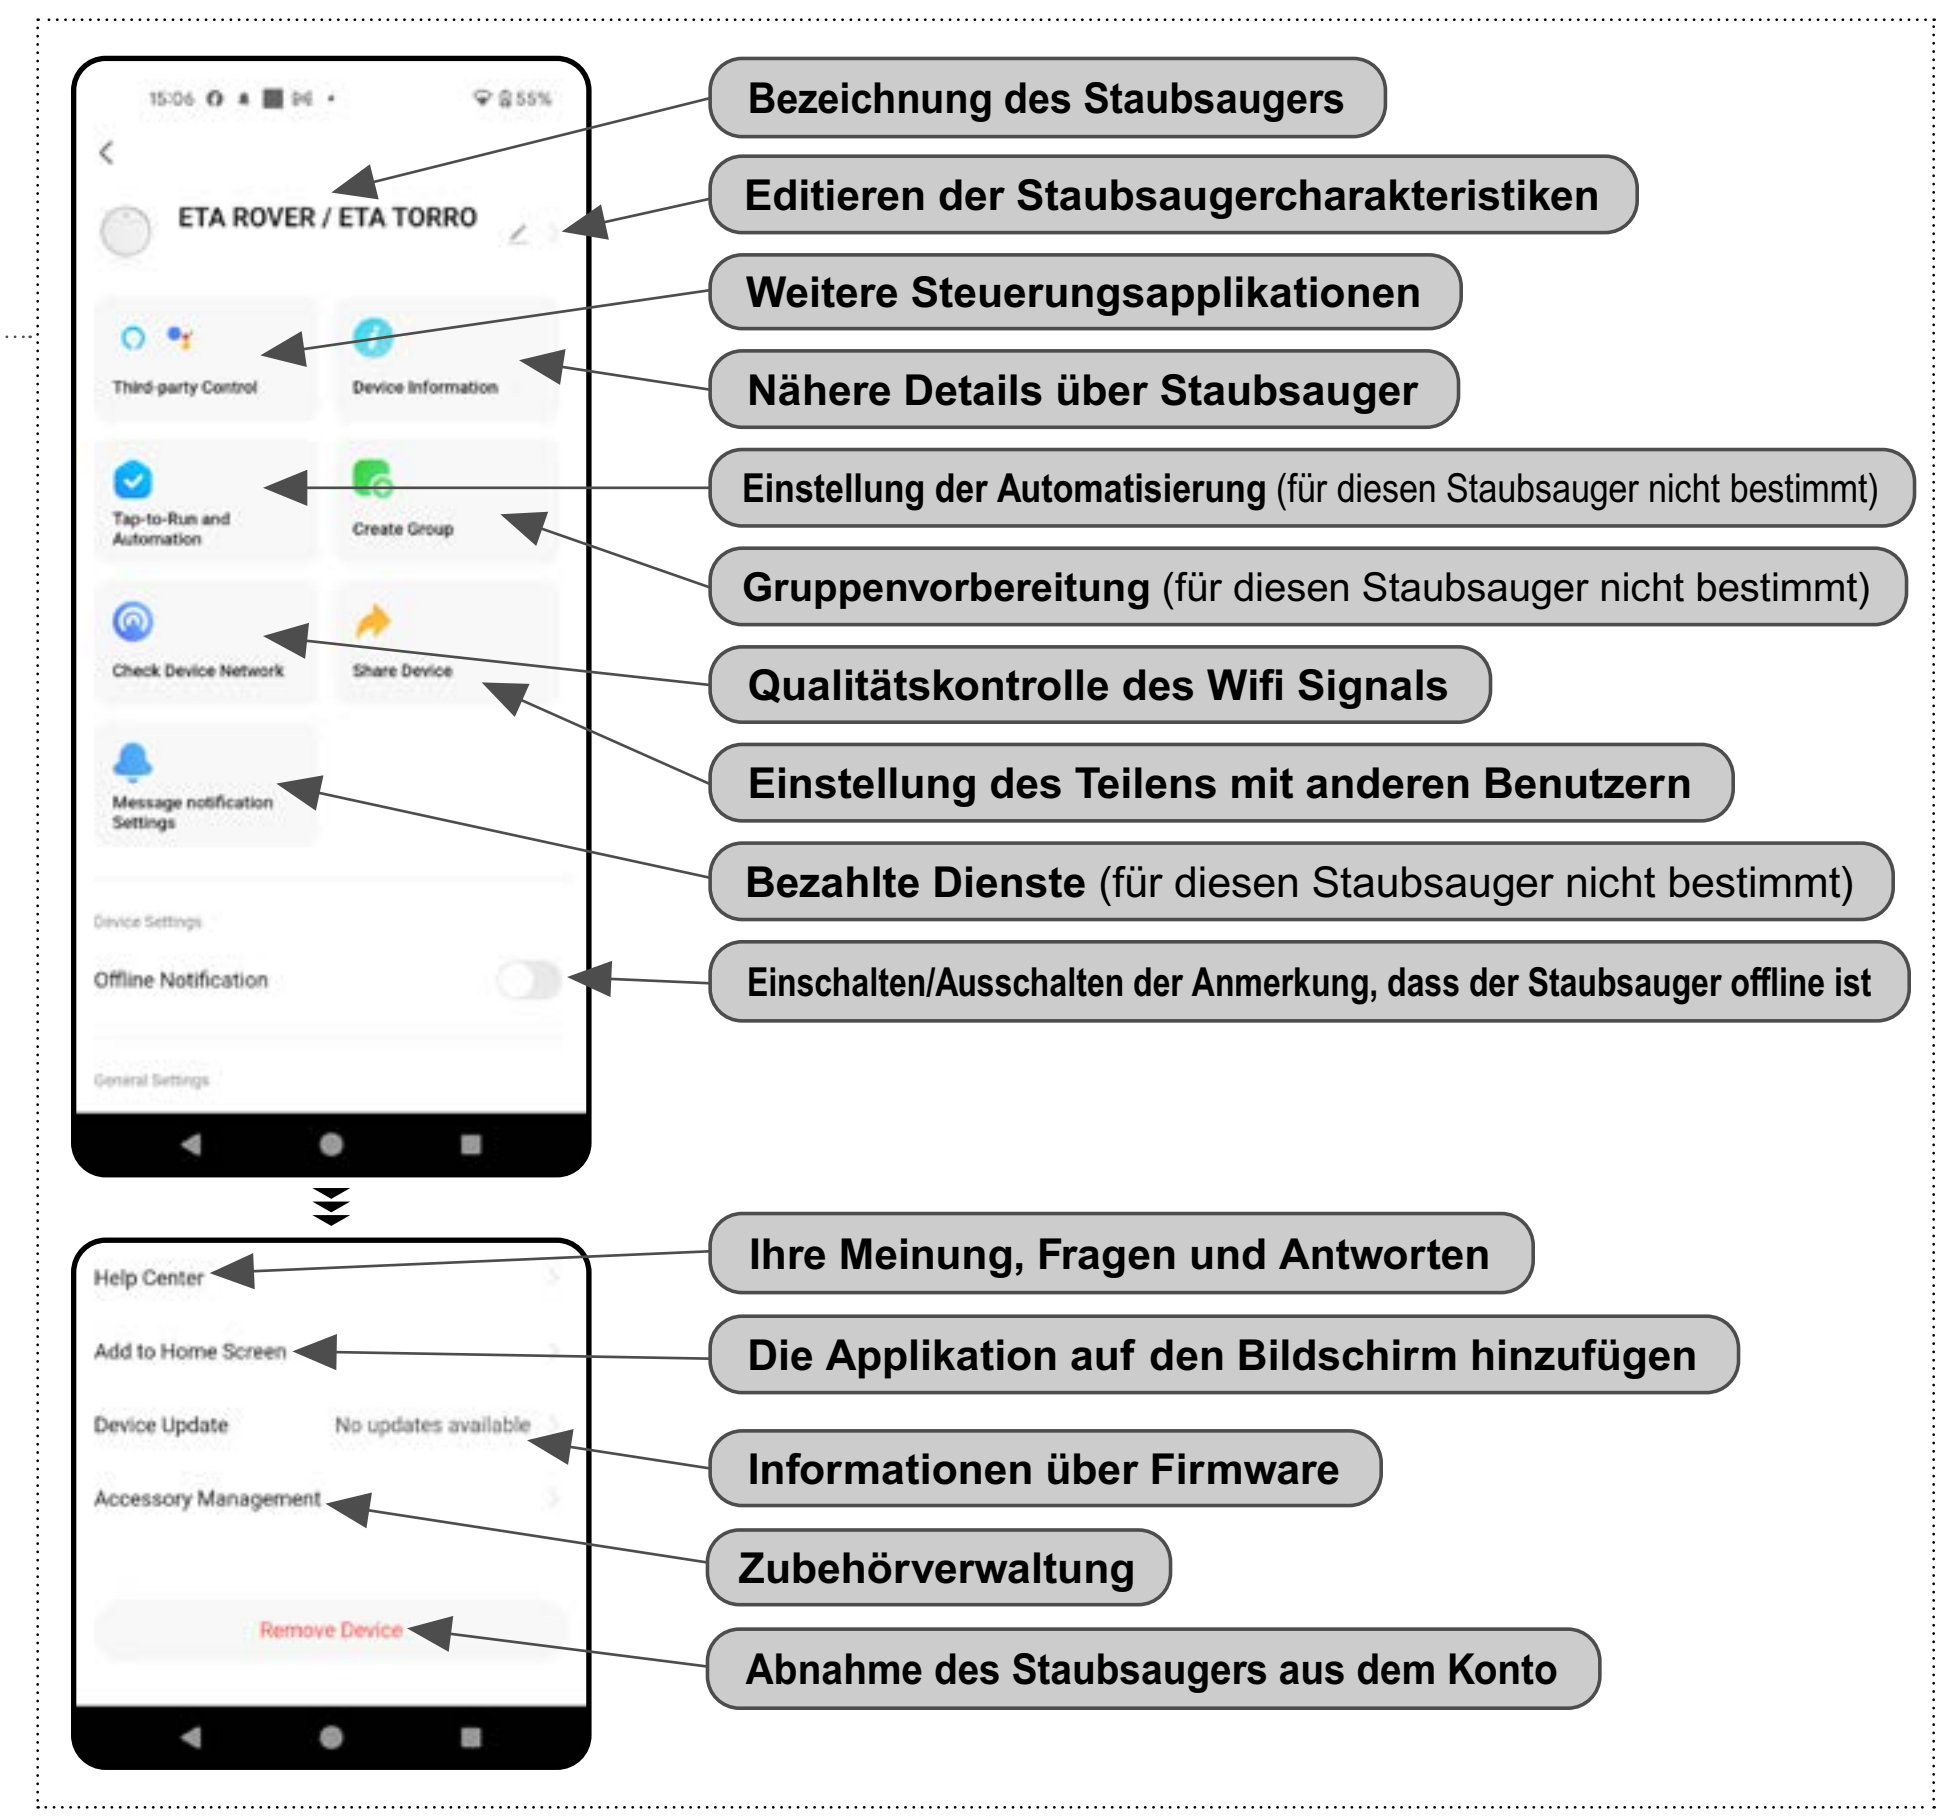 15:06
55%
Bezeichnung des Staubsaugers
ETA ROVER / ETA TORRO
Editieren der Staubsaugercharakteristiken
Weitere Steuerungsapplikationen
Third-party Control
Device Information
Nähere Details über Staubsauger
Einstellung der Automatisierung (für diesen Staubsauger nicht bestimmt)
Tap-to-Run and
Automation
Create Group
Gruppenvorbereitung (für diesen Staubsauger nicht bestimmt)
Check Device Network
Share Device
Qualitätskontrolle des Wifi Signals
Einstellung des Teilens mit anderen Benutzern
Message notification
Settings
Bezahlte Dienste (für diesen Staubsauger nicht bestimmt)
Device Settings
Offline Notification
Einschalten/Ausschalten der Anmerkung, dass der Staubsauger offline ist
General Settings
Ihre Meinung, Fragen und Antworten
Help Center
Add to Home Screen
Die Applikation auf den Bildschirm hinzufügen
Device Update
No updates available
Informationen über Firmware
Accessory Management
Zubehörverwaltung
Remove Device
Abnahme des Staubsaugers aus dem Konto